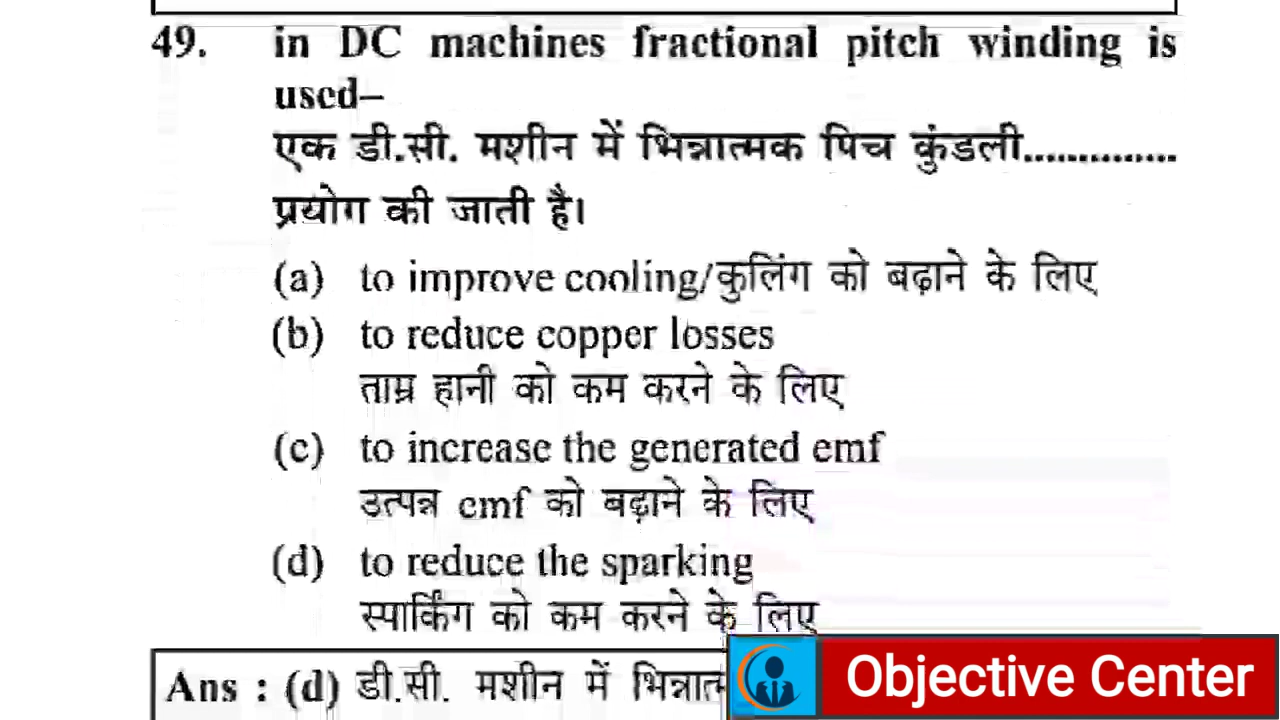 49. in DC machines fractional pitch winding is
used–
एक डी.सी. मशीन में भिन्नात्मक पिच कुंडली..............
प्रयोग की जाती है।
(a) to improve cooling/कुलिंग को बढ़ाने के लिए
(b) to reduce copper losses
ताम्र हानी को कम करने के लिए
(c) to increase the generated emf
उत्पन्न emf को बढ़ाने के लिए
(d) to reduce the sparking
स्पार्किंग को कम करने के लिए
Ans : (d) डी.सी. मशीन में
Objective Center